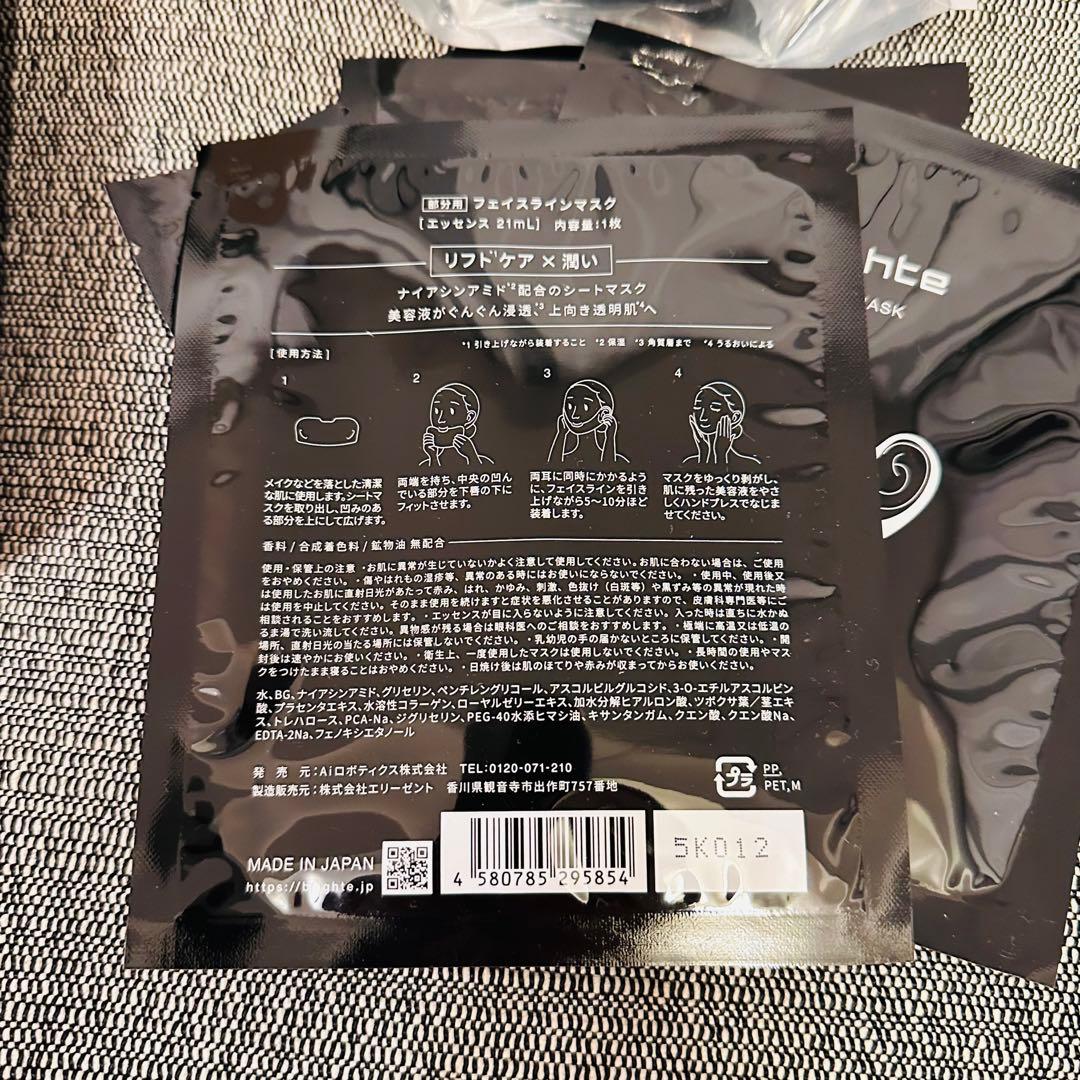 [部分用] フェイスラインマスク
[エッセンス 21mL] 内容量:1枚
リフト*1ケア × 潤い
ナイアシンアミド*2配合のシートマスク
美容液がぐんぐん浸透、*3上向き透明肌*4へ
*1 引き上げながら装着すること *2 保湿 *3 角質層まで *4 うるおいによる
[使用方法]
1
メイクなどを落とした清潔
な肌に使用します。シートマ
スクを取り出し、凹みのあ
る部分を上にして広げます。
2
両端を持ち、中央の凹ん
でいる部分を下唇の下に
フィットさせます。
3
両耳に同時にかかるよう
に、フェイスラインを引き
上げながら5〜10分ほど
装着します。
4
マスクをゆっくり剥がし、
肌に残った美容液をやさ
しくハンドプレスでなじま
せてください。
香料 / 合成着色料 / 鉱物油 無配合
使用・保管上の注意 ・お肌に異常が生じていないかよく注意して使用してください。お肌に合わない場合は、ご使用
をおやめください。・傷やはれもの湿疹等、異常のある時にはお使いにならないでください。・使用中、使用後又
は使用したお肌に直射日光があたって赤み、はれ、かゆみ、刺激、色抜け(白斑等)や黒ずみ等の異常が現れた時
は使用を中止してください。そのまま使用を続けますと症状を悪化させることがありますので、皮膚科専門医等にご
相談されることをおすすめします。・エッセンスが目に入らないように注意してください。入った時は直ちに水かぬ
るま湯で洗い流してください。異物感が残る場合は眼科医へのご相談をおすすめします。・極端に高温又は低温の
場所、直射日光の当たる場所には保管しないでください。・乳幼児の手の届かないところに保管してください。・開
封後は速やかにお使いください。・衛生上、一度使用したマスクは使用しないでください。・長時間の使用やマス
クをつけたまま寝ることはおやめください。・日焼け後は肌のほてりや赤みが収まってからお使いください。
水、BG、ナイアシンアミド、グリセリン、ペンチレングリコール、アスコルビルグルコシド、3-O-エチルアスコルビン
酸、プラセンタエキス、水溶性コラーゲン、ローヤルゼリーエキス、加水分解ヒアルロン酸、ツボクサ葉／茎エキ
ス、トレハロース、PCA-Na、ジグリセリン、PEG-40水添ヒマシ油、キサンタンガム、クエン酸、クエン酸Na、
EDTA-2Na、フェノキシエタノール
発 売 元:Aiロボティクス株式会社 TEL:0120-071-210
製造販売元:株式会社エリーゼント 香川県観音寺市出作町757番地
プラ
PP,
PET,M
MADE IN JAPAN
https://brighte.jp
4 580785 295854
5K012
hte
MASK